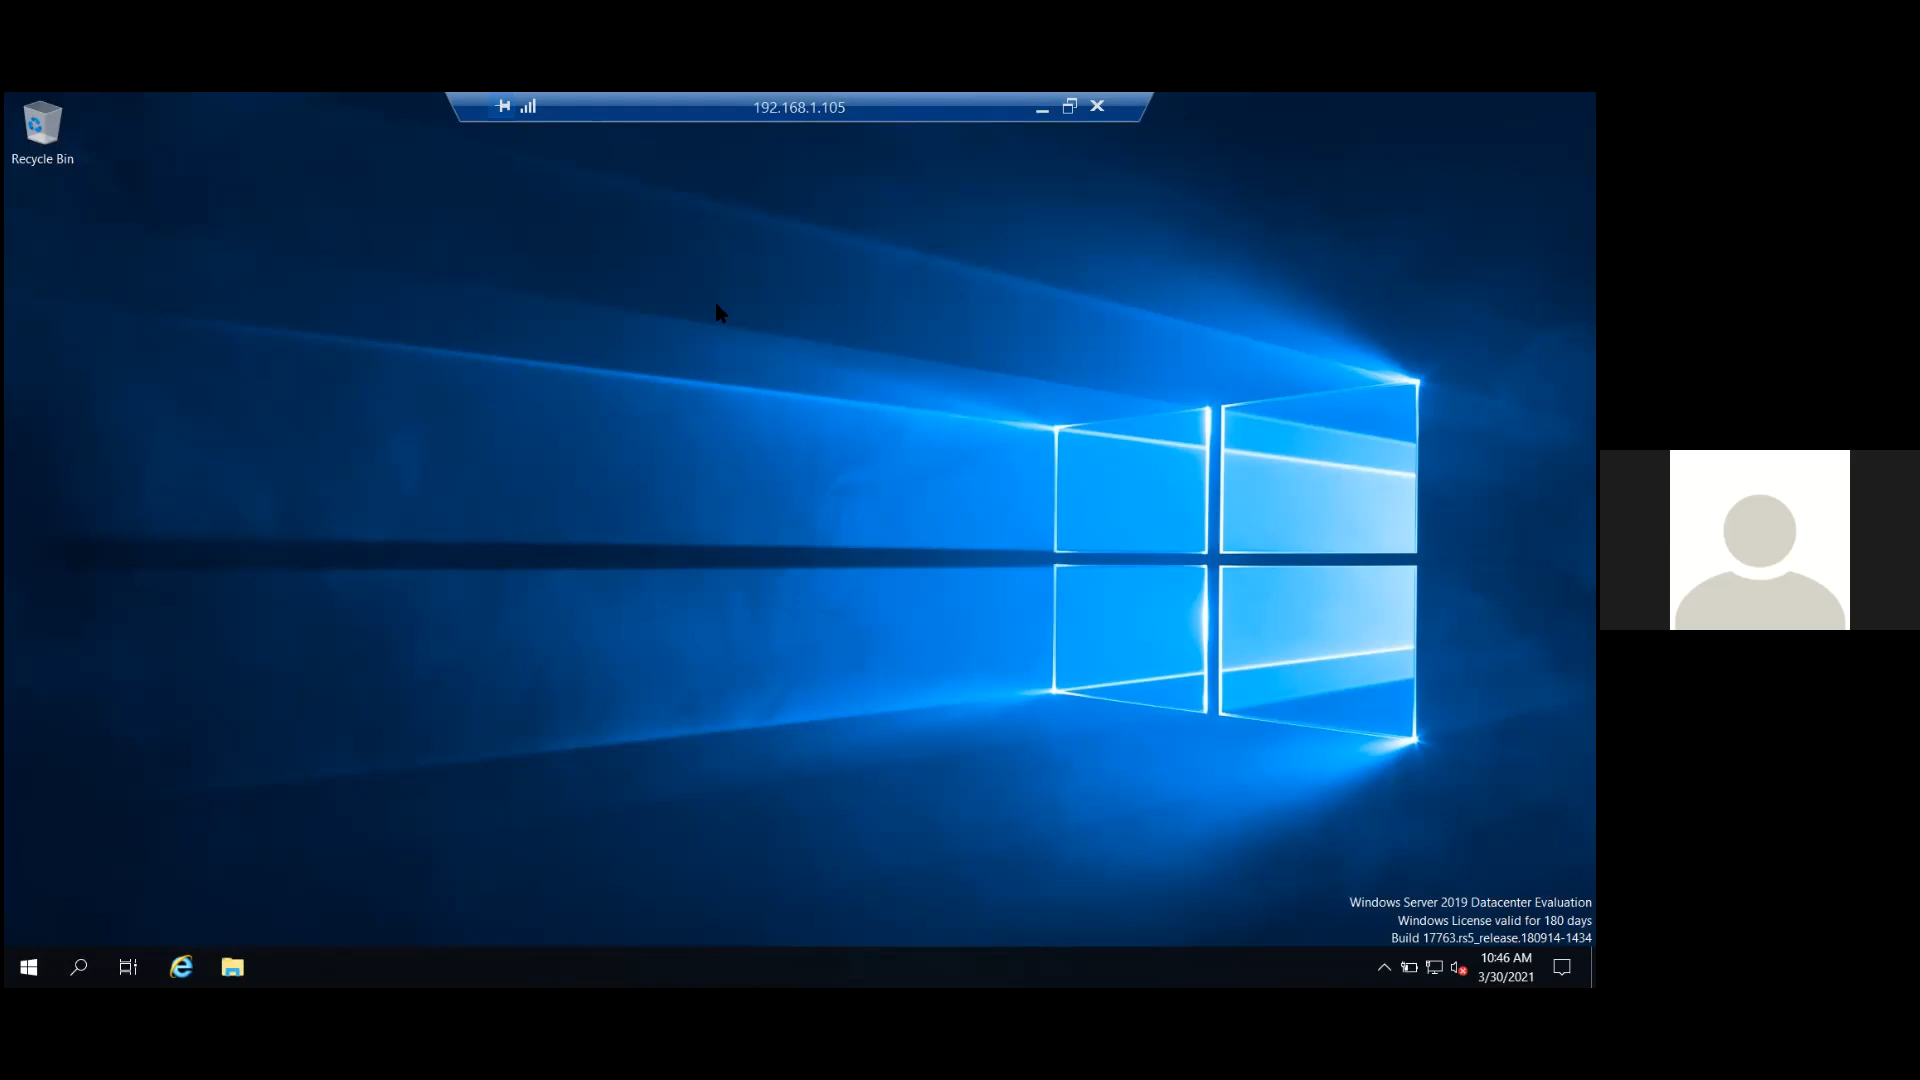 192.168.1.105
Recycle Bin
Windows Server 2019 Datacenter Evaluation
Windows License valid for 180 days
Build 17763.rs5_release.180914-1434
10:46 AM
3/30/2021